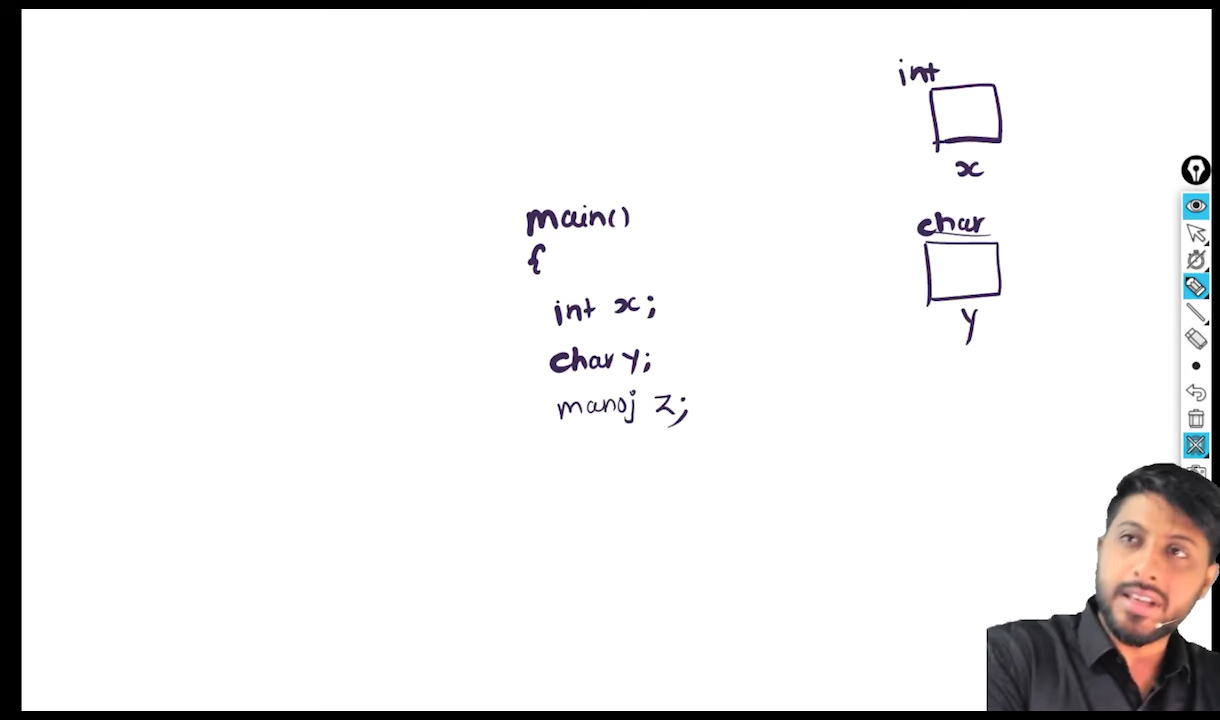 int
x
main()
{
char
int x;
y
char y;
manoj z;